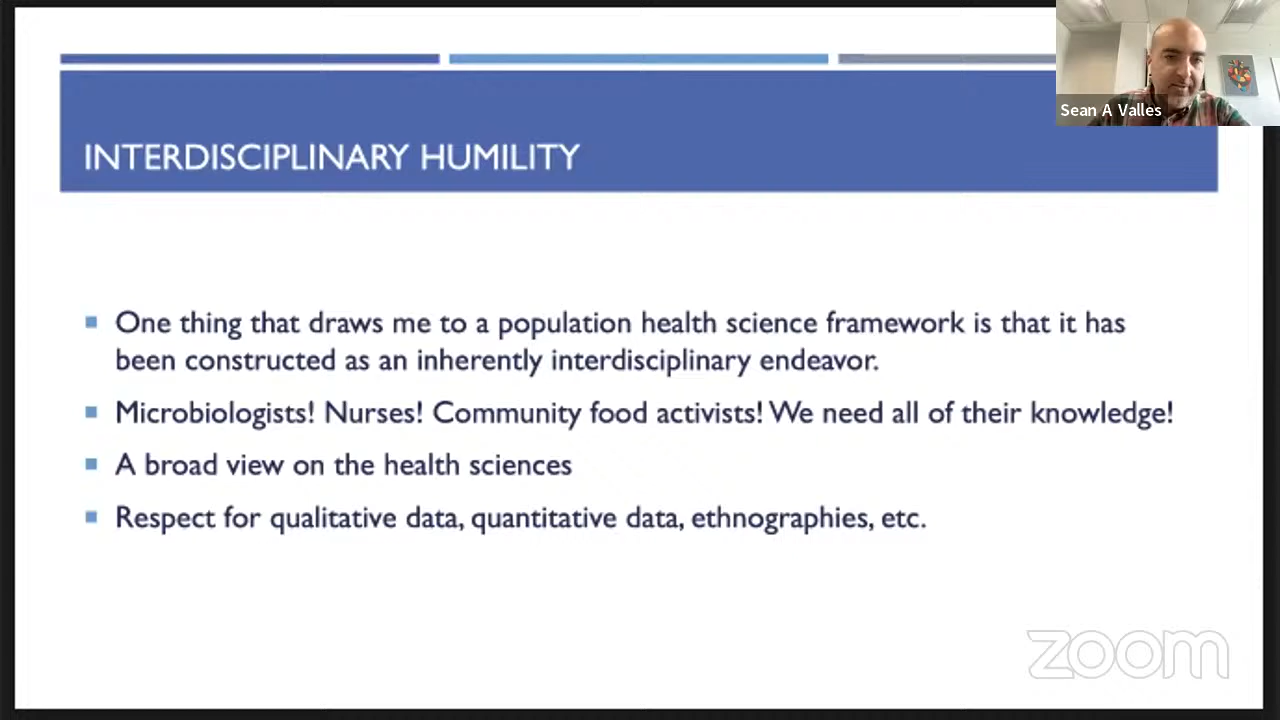 Sean A Valles
INTERDISCIPLINARY HUMILITY
One thing that draws me to a population health science framework is that it has
been constructed as an inherently interdisciplinary endeavor.
Microbiologists! Nurses! Community food activists! We need all of their knowledge!
A broad view on the health sciences
Respect for qualitative data, quantitative data, ethnographies, etc.
zoom